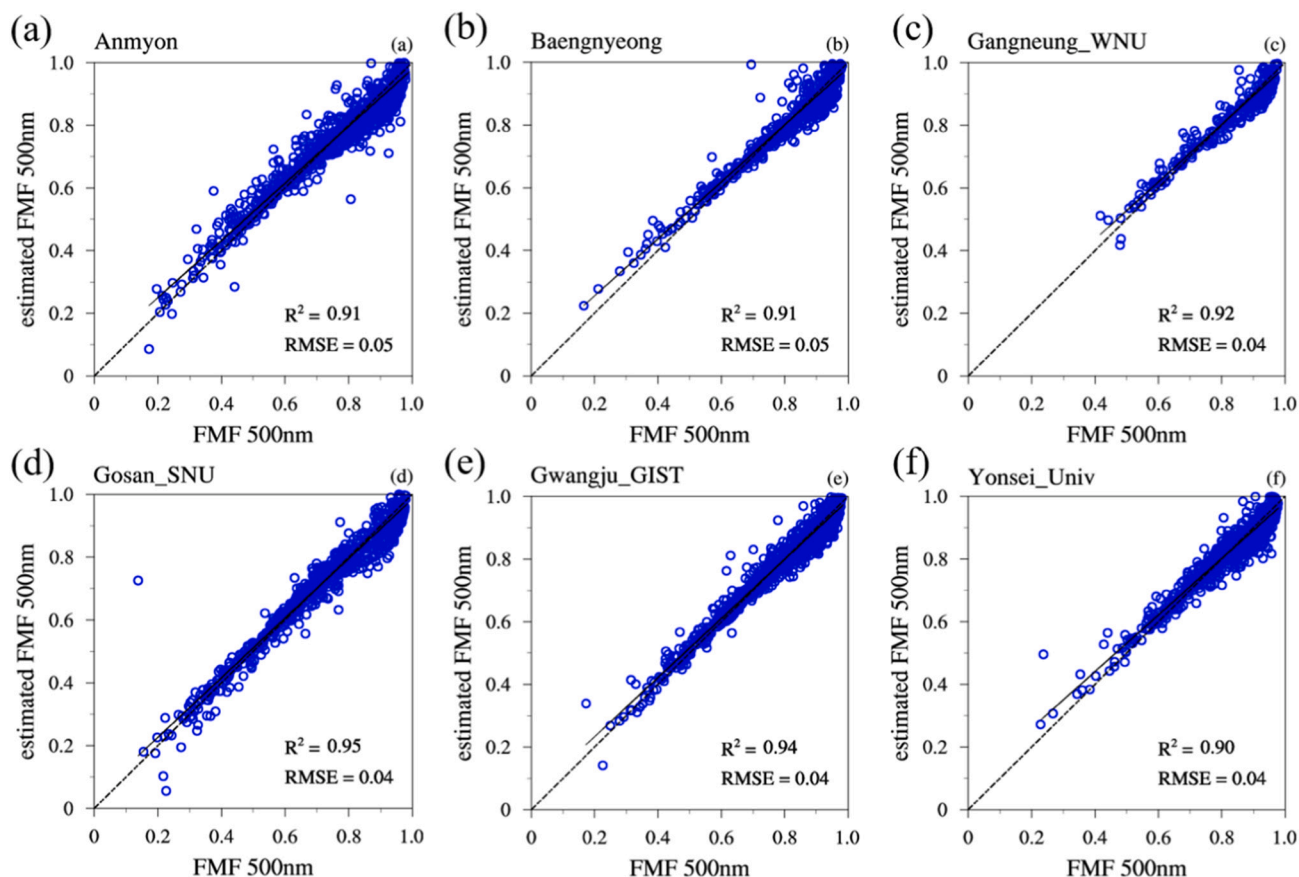 (a) Anmyon (a)
1.0
0.8
0.6
0.4
0.2
0
estimated FMF 500nm
R² = 0.91
RMSE = 0.05
0 0.2 0.4 0.6 0.8 1.0
FMF 500nm
(b) Baengnyeong (b)
1.0
0.8
0.6
0.4
0.2
0
estimated FMF 500nm
R² = 0.91
RMSE = 0.05
0 0.2 0.4 0.6 0.8 1.0
FMF 500nm
(c) Gangneung_WNU (c)
1.0
0.8
0.6
0.4
0.2
0
estimated FMF 500nm
R² = 0.92
RMSE = 0.04
0 0.2 0.4 0.6 0.8 1.0
FMF 500nm
(d) Gosan_SNU (d)
1.0
0.8
0.6
0.4
0.2
0
estimated FMF 500nm
R² = 0.95
RMSE = 0.04
0 0.2 0.4 0.6 0.8 1.0
FMF 500nm
(e) Gwangju_GIST (e)
1.0
0.8
0.6
0.4
0.2
0
estimated FMF 500nm
R² = 0.94
RMSE = 0.04
0 0.2 0.4 0.6 0.8 1.0
FMF 500nm
(f) Yonsei_Univ (f)
1.0
0.8
0.6
0.4
0.2
0
estimated FMF 500nm
R² = 0.90
RMSE = 0.04
0 0.2 0.4 0.6 0.8 1.0
FMF 500nm